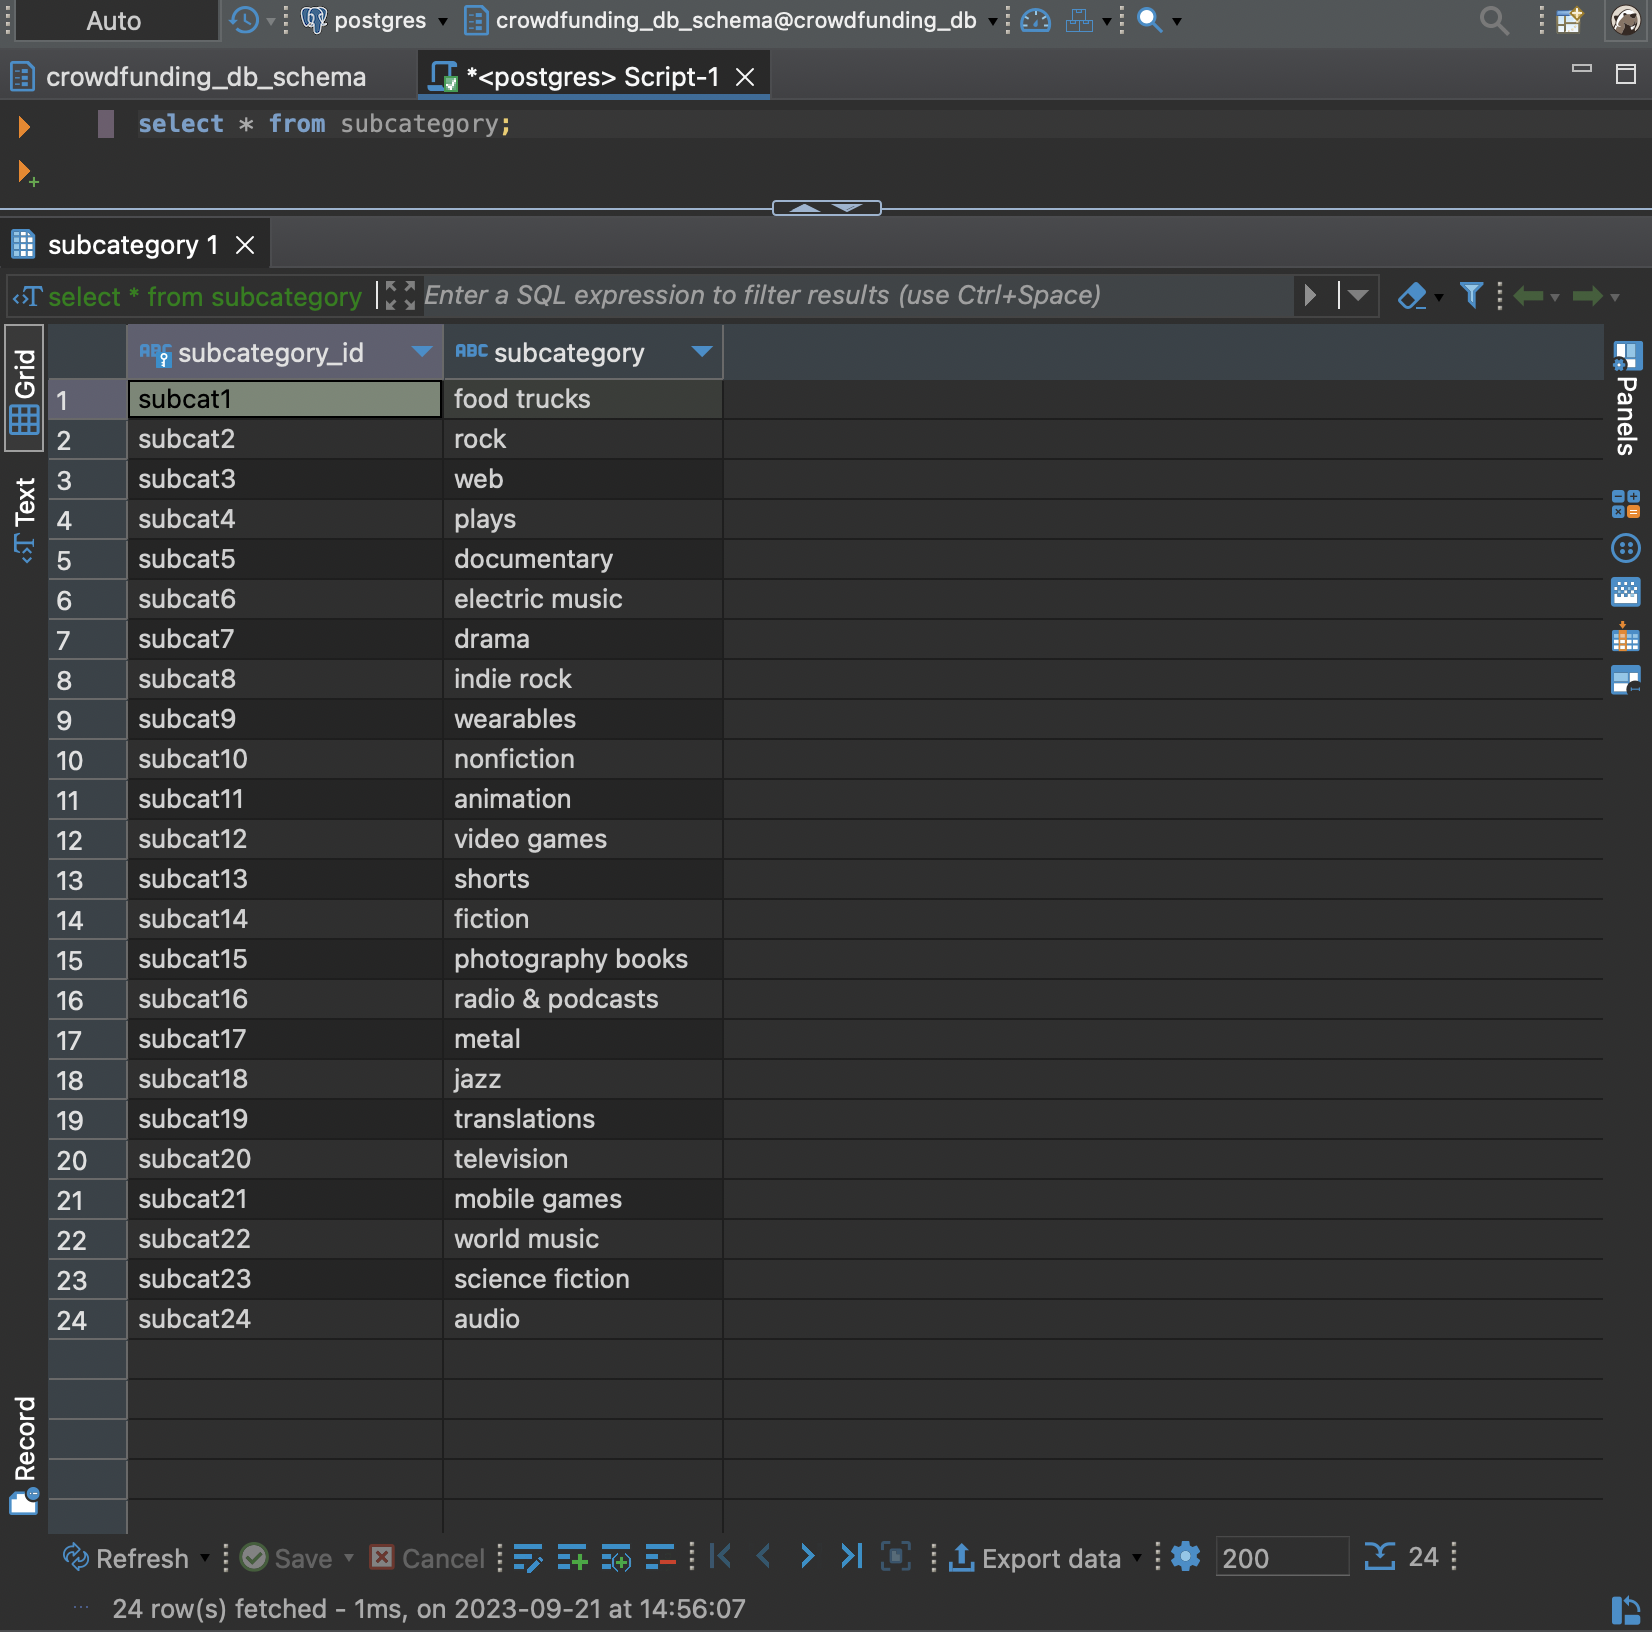 Auto postgres crowdfunding_db_schema@crowdfunding_db
crowdfunding_db_schema *<postgres> Script-1
select * from subcategory;
subcategory 1
select * from subcategory Enter a SQL expression to filter results (use Ctrl+Space)
Grid
Text
Record
Panels
ABC subcategory_id ABC subcategory
1 subcat1 food trucks
2 subcat2 rock
3 subcat3 web
4 subcat4 plays
5 subcat5 documentary
6 subcat6 electric music
7 subcat7 drama
8 subcat8 indie rock
9 subcat9 wearables
10 subcat10 nonfiction
11 subcat11 animation
12 subcat12 video games
13 subcat13 shorts
14 subcat14 fiction
15 subcat15 photography books
16 subcat16 radio & podcasts
17 subcat17 metal
18 subcat18 jazz
19 subcat19 translations
20 subcat20 television
21 subcat21 mobile games
22 subcat22 world music
23 subcat23 science fiction
24 subcat24 audio
Refresh Save Cancel Export data 200 24
24 row(s) fetched - 1ms, on 2023-09-21 at 14:56:07